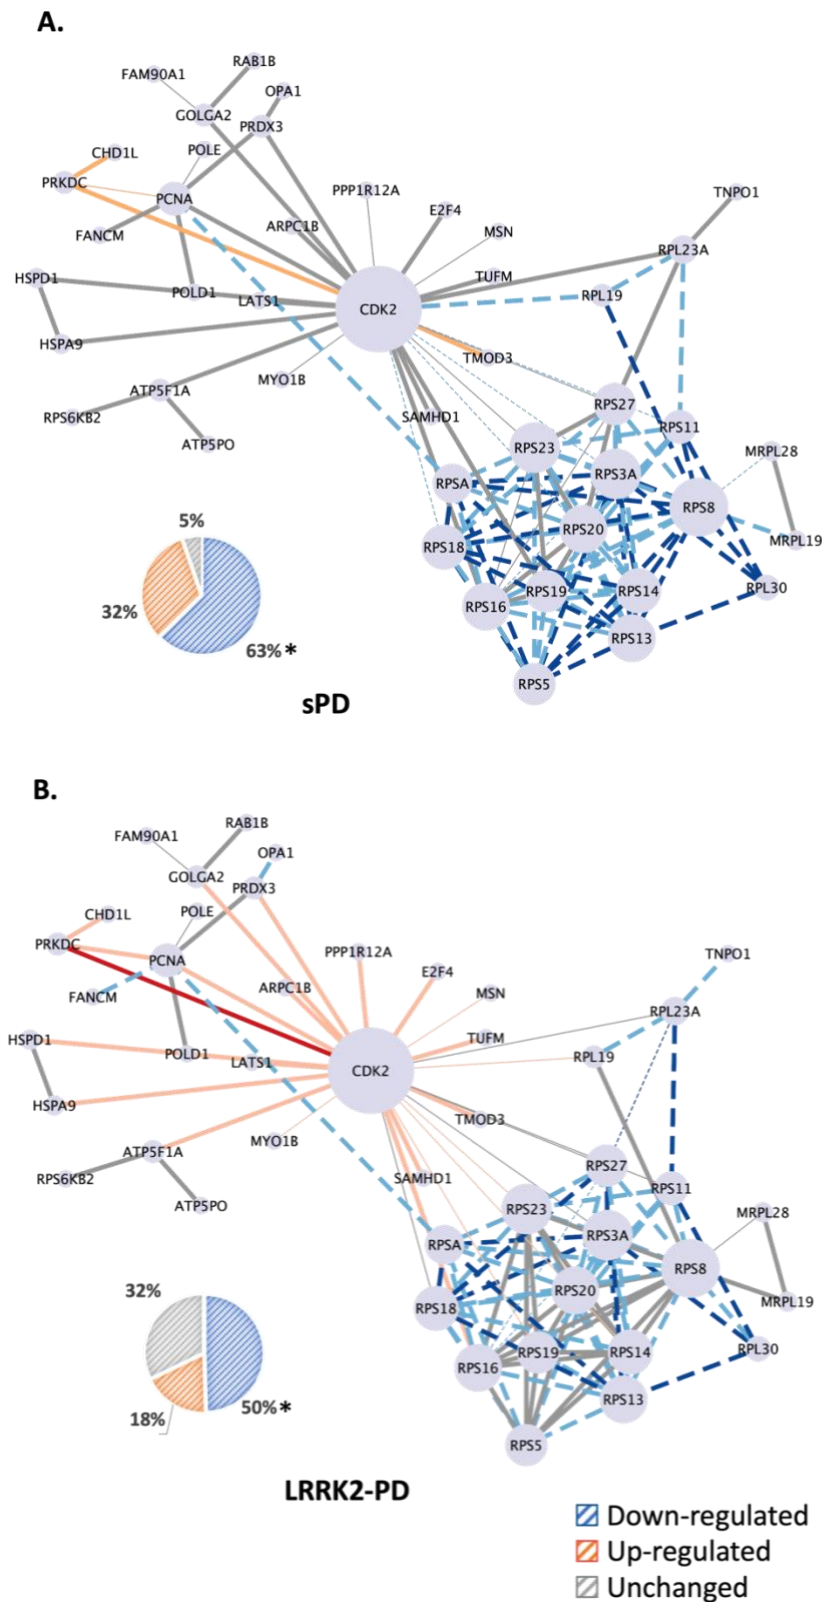 A.
RAB1B
FAM90A1
OPA1
GOLGA2
PRDX3
POLE
CHD1L
PRKDC
PCNA
PPP1R12A
TNPO1
E2F4
ARPC1B
FANCM
MSN
RPL23A
HSPD1
TUFM
POLD1
LATS1
RPL19
CDK2
HSPA9
TMOD3
MYO1B
ATP5F1A
RPS27
RPS6KB2
SAMHD1
RPS11
ATP5PO
RPS23
MRPL28
RPS3A
RPSA
RPS8
5%
RPS20
MRPL19
RPS18
RPL30
RPS19
RPS14
32%
RPS16
RPS13
63% *
RPS5
sPD
B.
RAB1B
FAM90A1
OPA1
GOLGA2
PRDX3
POLE
CHD1L
PRKDC
PPP1R12A
TNPO1
PCNA
E2F4
ARPC1B
MSN
FANCM
RPL23A
HSPD1
TUFM
POLD1
RPL19
LATS1
CDK2
HSPA9
TMOD3
MYO1B
ATP5F1A
RPS27
RPS6KB2
SAMHD1
RPS11
ATP5PO
RPS23
MRPL28
RPS3A
RPSA
RPS8
32%
RPS20
MRPL19
RPS18
RPL30
RPS19
RPS14
RPS16
RPS13
50% *
18%
RPS5
LRRK2-PD
Down-regulated
Up-regulated
Unchanged